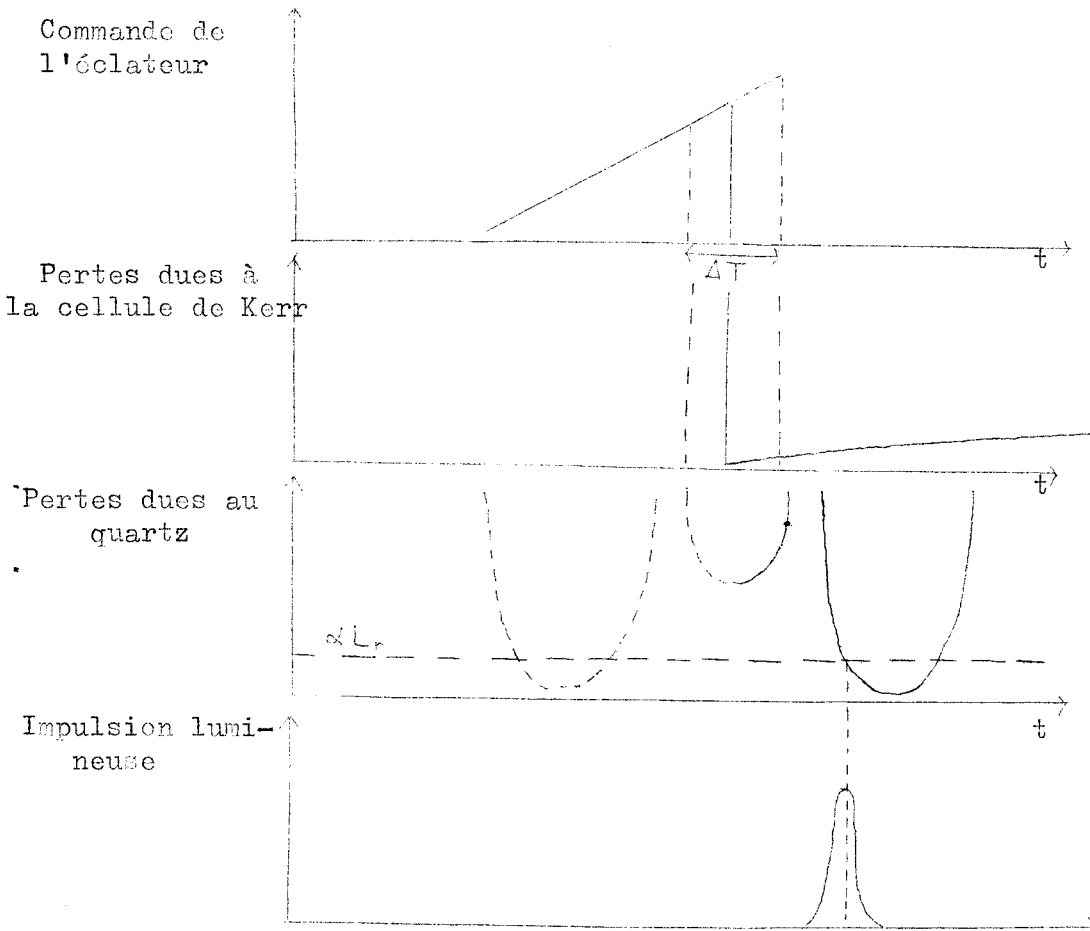 Commande de
l'éclateur
t
ΔT
Pertes dues à
la cellule de Kerr
t
Pertes dues au
quartz
αLr
t
Impulsion lumi-
neuse